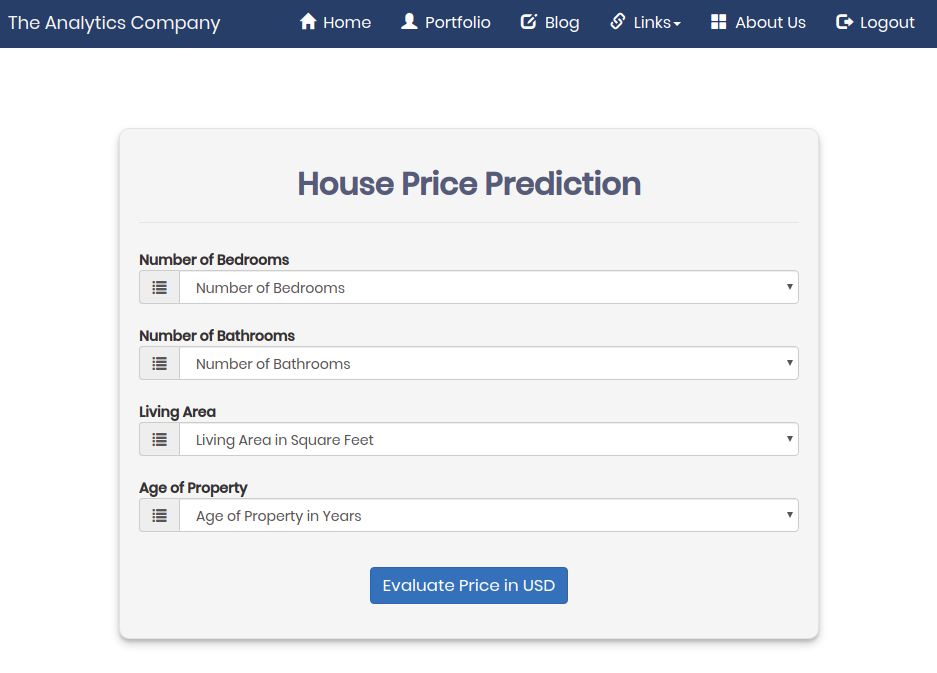 The Analytics Company Home Portfolio Blog Links About Us Logout
House Price Prediction
Number of Bedrooms
Number of Bedrooms
Number of Bathrooms
Number of Bathrooms
Living Area
Living Area in Square Feet
Age of Property
Age of Property in Years
Evaluate Price in USD